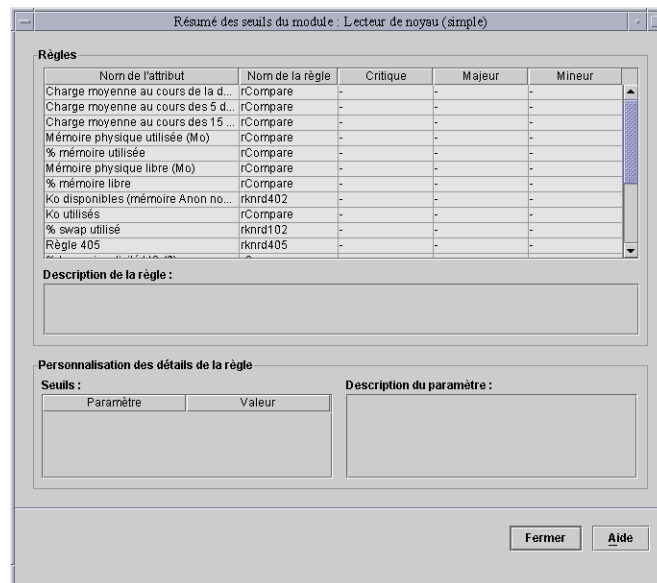 Résumé des seuils du module : Lecteur de noyau (simple)
Règles
Nom de l'attribut Nom de la règle Critique Majeur Mineur
Charge moyenne au cours de la d... rCompare - - -
Charge moyenne au cours des 5 d... rCompare - - -
Charge moyenne au cours des 15 ... rCompare - - -
Mémoire physique utilisée (Mo) rCompare - - -
% mémoire utilisée rCompare - - -
Mémoire physique libre (Mo) rCompare - - -
% mémoire libre rCompare - - -
Ko disponibles (mémoire Anon no... rknrd402 - - -
Ko utilisés rCompare - - -
% swap utilisé rknrd102 - - -
Règle 405 rknrd405 - - -
Description de la règle :
Personnalisation des détails de la règle
Seuils : Description du paramètre :
Paramètre Valeur
Fermer Aide